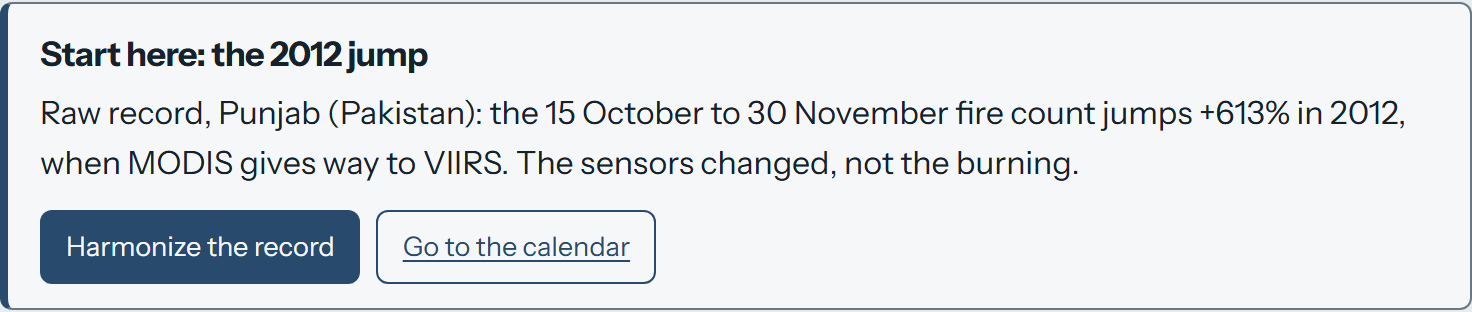 Start here: the 2012 jump
Raw record, Punjab (Pakistan): the 15 October to 30 November fire count jumps +613% in 2012,
when MODIS gives way to VIIRS. The sensors changed, not the burning.
Harmonize the record
Go to the calendar